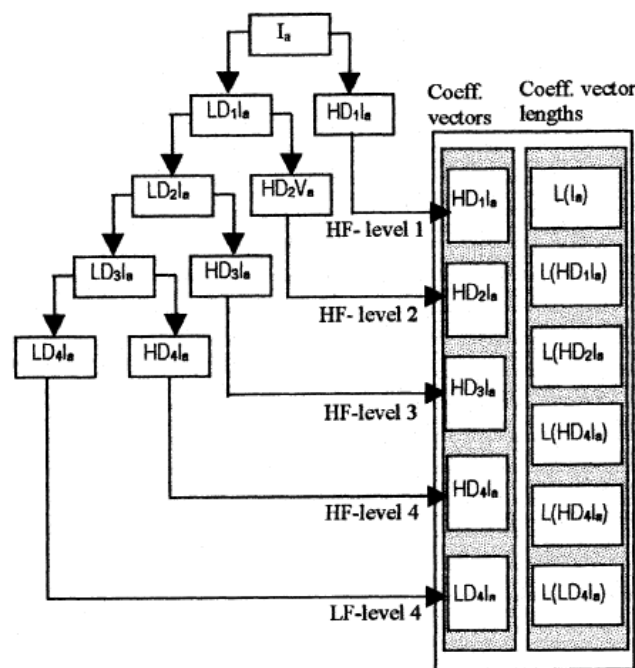 Iₐ
LD₁Iₐ
HD₁Iₐ
LD₂Iₐ
HD₂Vₐ
LD₃Iₐ
HD₃Iₐ
LD₄Iₐ
HD₄Iₐ
HF- level 1
HF- level 2
HF-level 3
HF-level 4
LF-level 4
Coeff.
vectors
HD₁Iₐ
HD₂Iₐ
HD₃Iₐ
HD₄Iₐ
LD₄Iₐ
Coeff. vector
lengths
L(Iₐ)
L(HD₁Iₐ)
L(HD₂Iₐ
L(HD₄Iₐ)
L(HD₄Iₐ)
L(LD₄Iₐ)